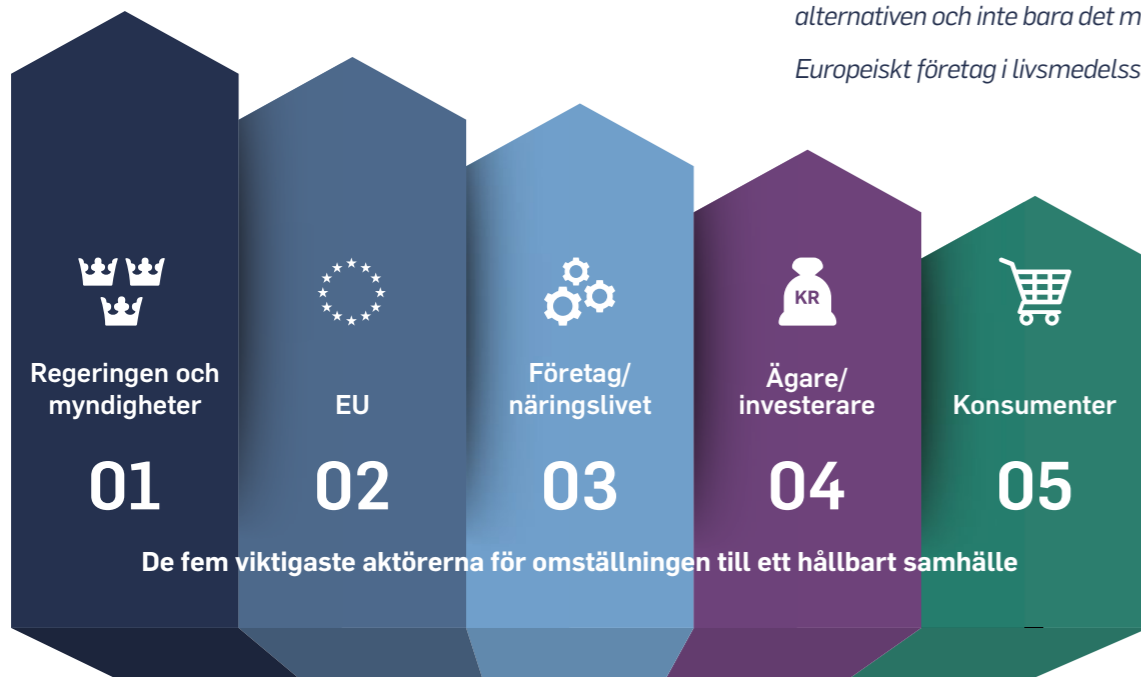 alternativen och inte bara det m
Europeiskt företag i livsmedelss
KR
Regeringen och
myndigheter
01
EU
02
Företag/
näringslivet
03
Ägare/
investerare
04
Konsumenter
05
De fem viktigaste aktörerna för omställningen till ett hållbart samhälle